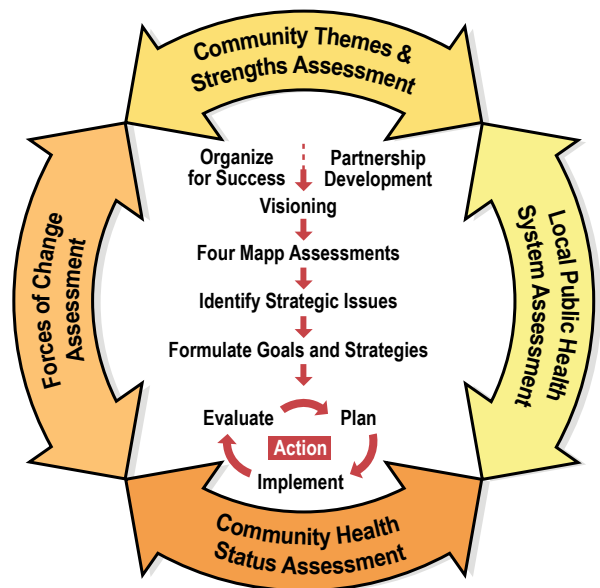 Community Themes &
Strengths Assessment
Organize
for Success
Partnership
Development
Visioning
Four Mapp Assessments
Identify Strategic Issues
Formulate Goals and Strategies
Evaluate
Plan
Action
Implement
Forces of Change
Assessment
Local Public Health
System Assessment
Community Health
Status Assessment